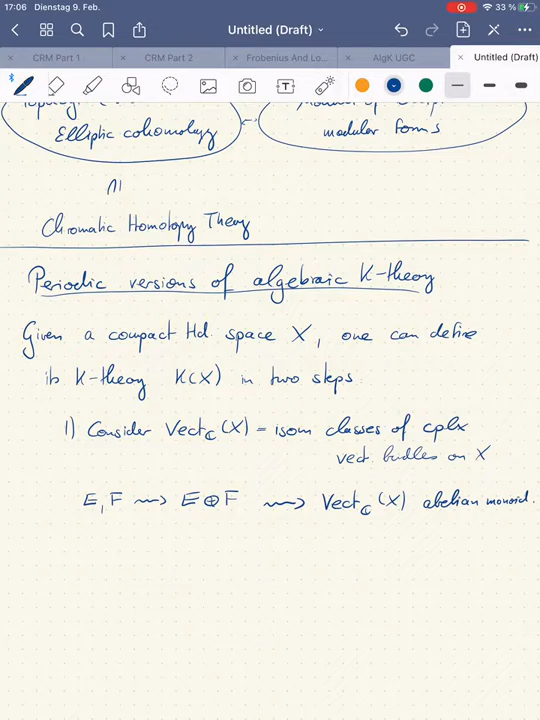 17:06 Dienstag 9. Feb.
33 %
Untitled (Draft)
CRM Part 1
CRM Part 2
Frobenius And Lo...
AlgK UGC
Untitled (Draft)
Elliptic cohomology
modular forms
Chromatic Homotopy Theory
Periodic versions of algebraic K-theory
Given a compact Hd. space X, one can define
its K-theory K(X) in two steps.
1) Consider Vect_ℂ(X) = isom classes of cplx
vect. bundles on X
E, F ⇝ E ⊕ F ⇝ Vect_ℂ(X) abelian monoid.